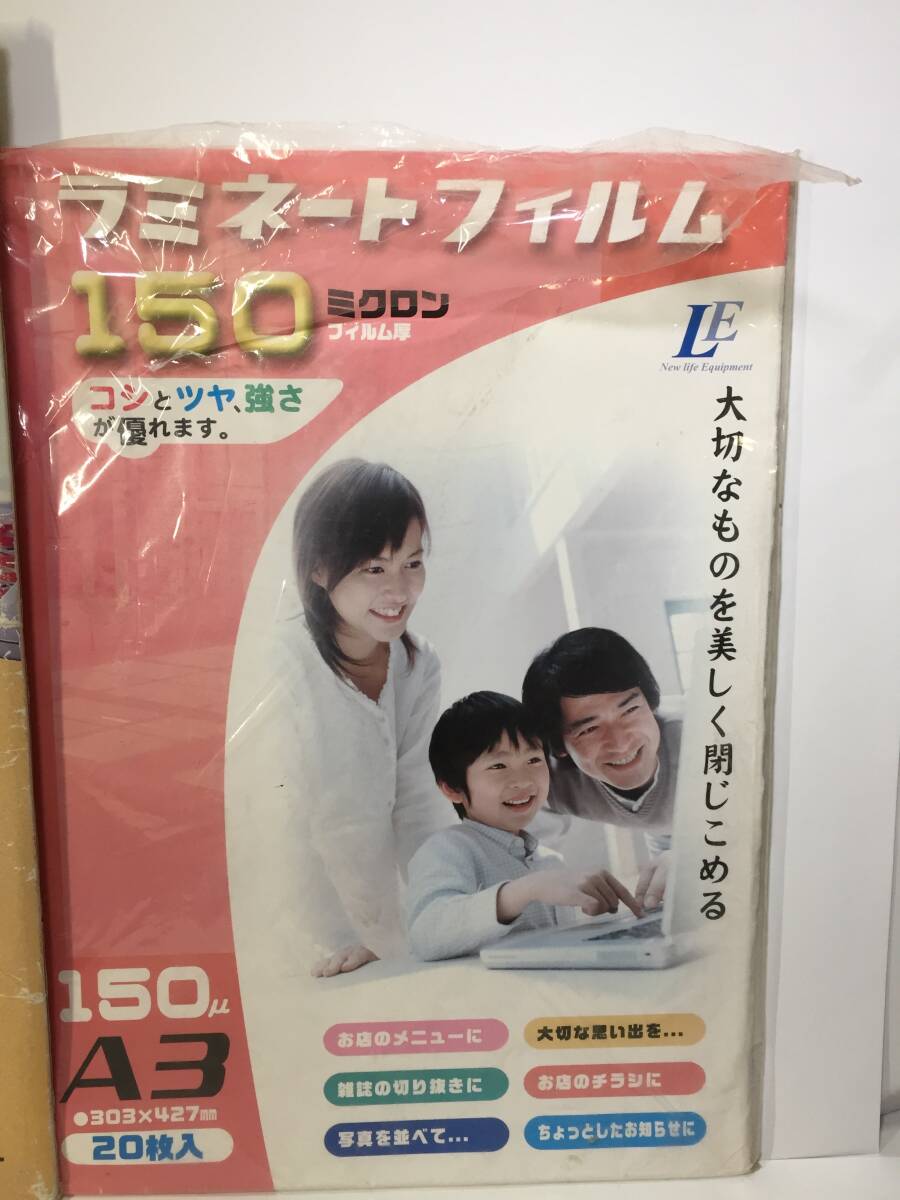 ラミネートフィルム
150 ミクロン
フィルム厚
コシとツヤ、強さ
が優れます。
LE
New life Equipment
大切なものを美しく閉じこめる
150μ
A3
●303×427mm
20枚入
お店のメニューに
大切な思い出を...
雑誌の切り抜きに
お店のチラシに
写真を並べて...
ちょっとしたお知らせに